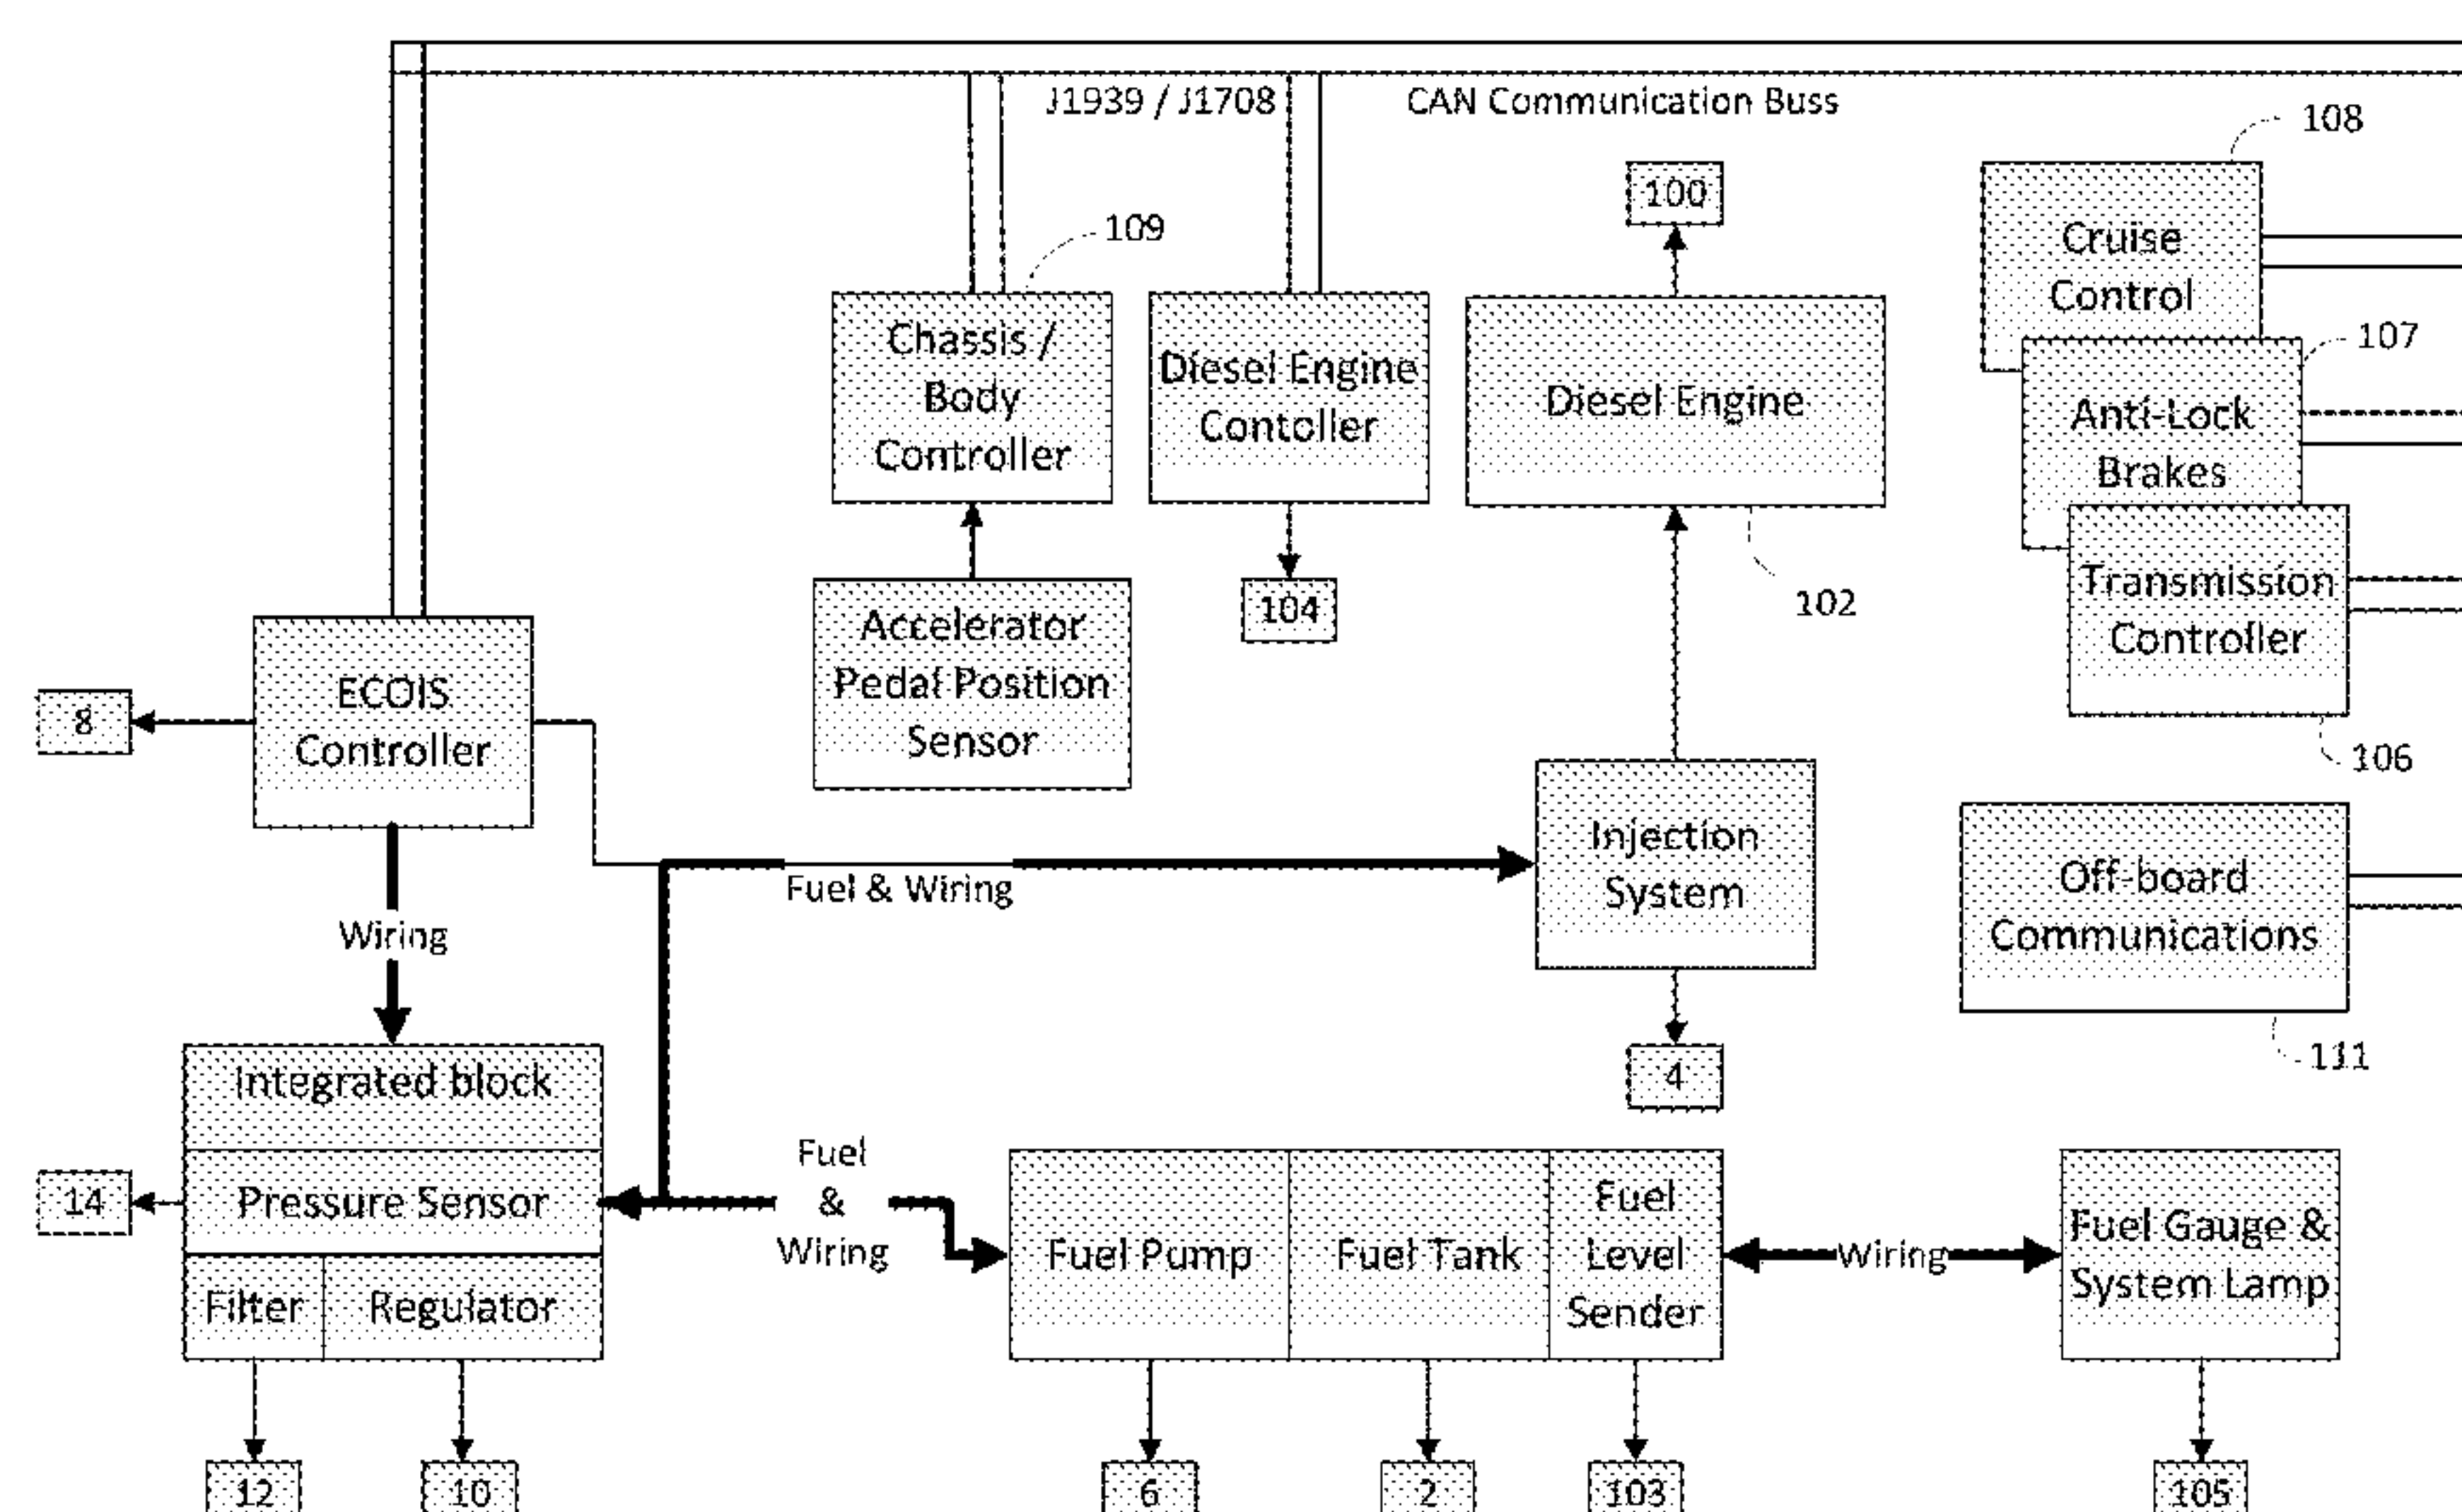 J1939 / J1708
CAN Communication Buss
108
100
109
Cruise
Control
107
Chassis /
Body
Controller
Diesel Engine
Contoller
Diesel Engine
Anti-Lock
Brakes
102
104
Transmission
Controller
106
Accelerator
Pedal Position
Sensor
8
ECOIS
Controller
Injection
System
Fuel & Wiring
Off-board
Communications
111
Wiring
4
Integrated block
14
Pressure Sensor
Filter
Regulator
Fuel
&
Wiring
Fuel Pump
Fuel Tank
Fuel
Level
Sender
Wiring
Fuel Gauge &
System Lamp
12
10
6
2
103
105